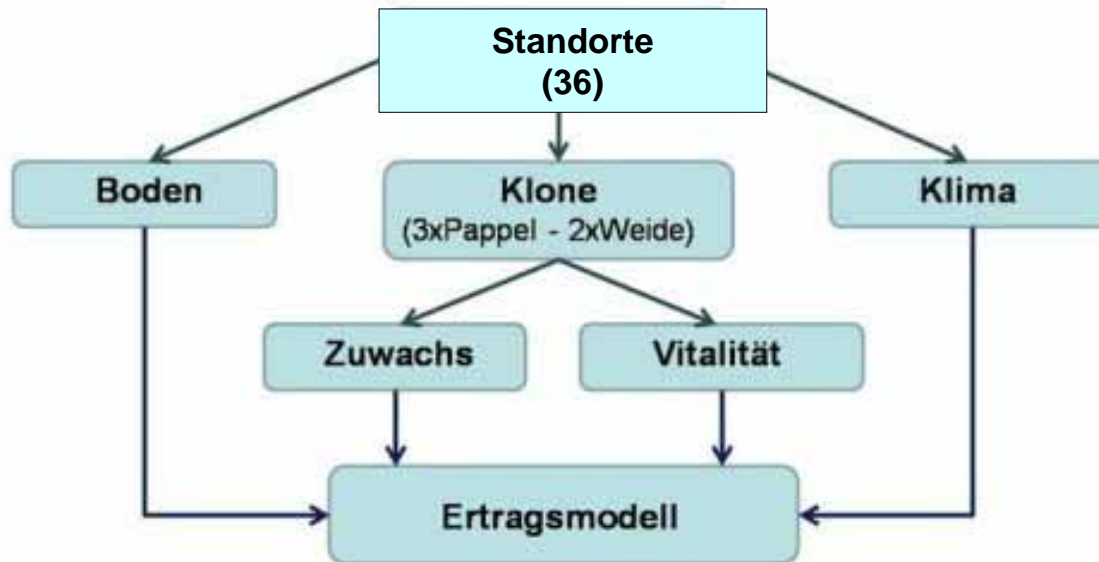 Standorte
(36)
Boden
Klone
(3xPappel - 2xWeide)
Klima
Zuwachs
Vitalität
Ertragsmodell